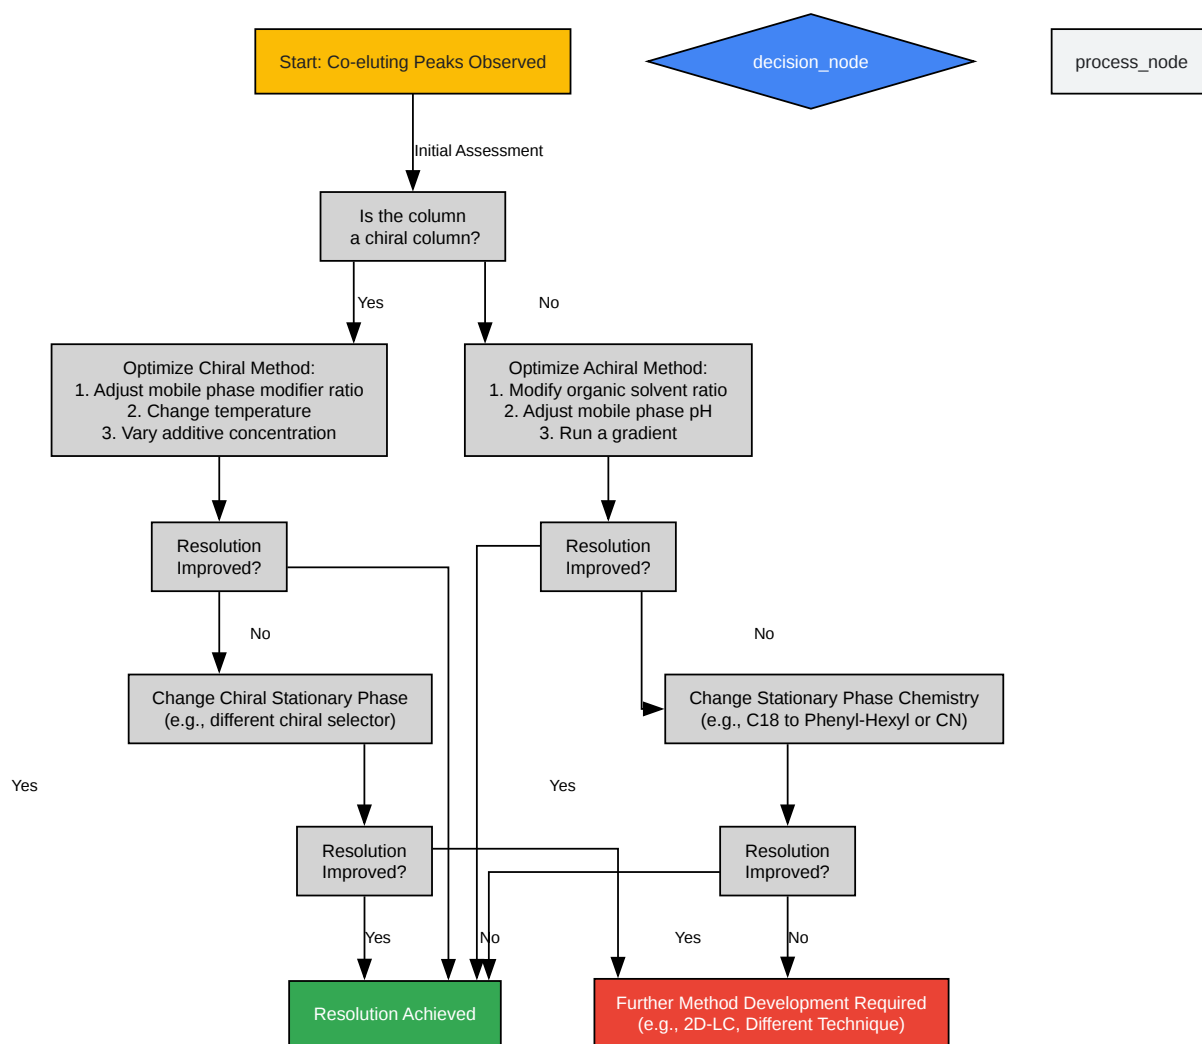 Start: Co-eluting Peaks Observed
decision_node
process_node
Initial Assessment
Is the column
a chiral column?
Yes
No
Optimize Chiral Method:
1. Adjust mobile phase modifier ratio
2. Change temperature
3. Vary additive concentration
Optimize Achiral Method:
1. Modify organic solvent ratio
2. Adjust mobile phase pH
3. Run a gradient
Resolution
Improved?
Resolution
Improved?
No
No
Change Chiral Stationary Phase
(e.g., different chiral selector)
Change Stationary Phase Chemistry
(e.g., C18 to Phenyl-Hexyl or CN)
Yes
Yes
Resolution
Improved?
Resolution
Improved?
Yes
No
Yes
No
Resolution Achieved
Further Method Development Required
(e.g., 2D-LC, Different Technique)